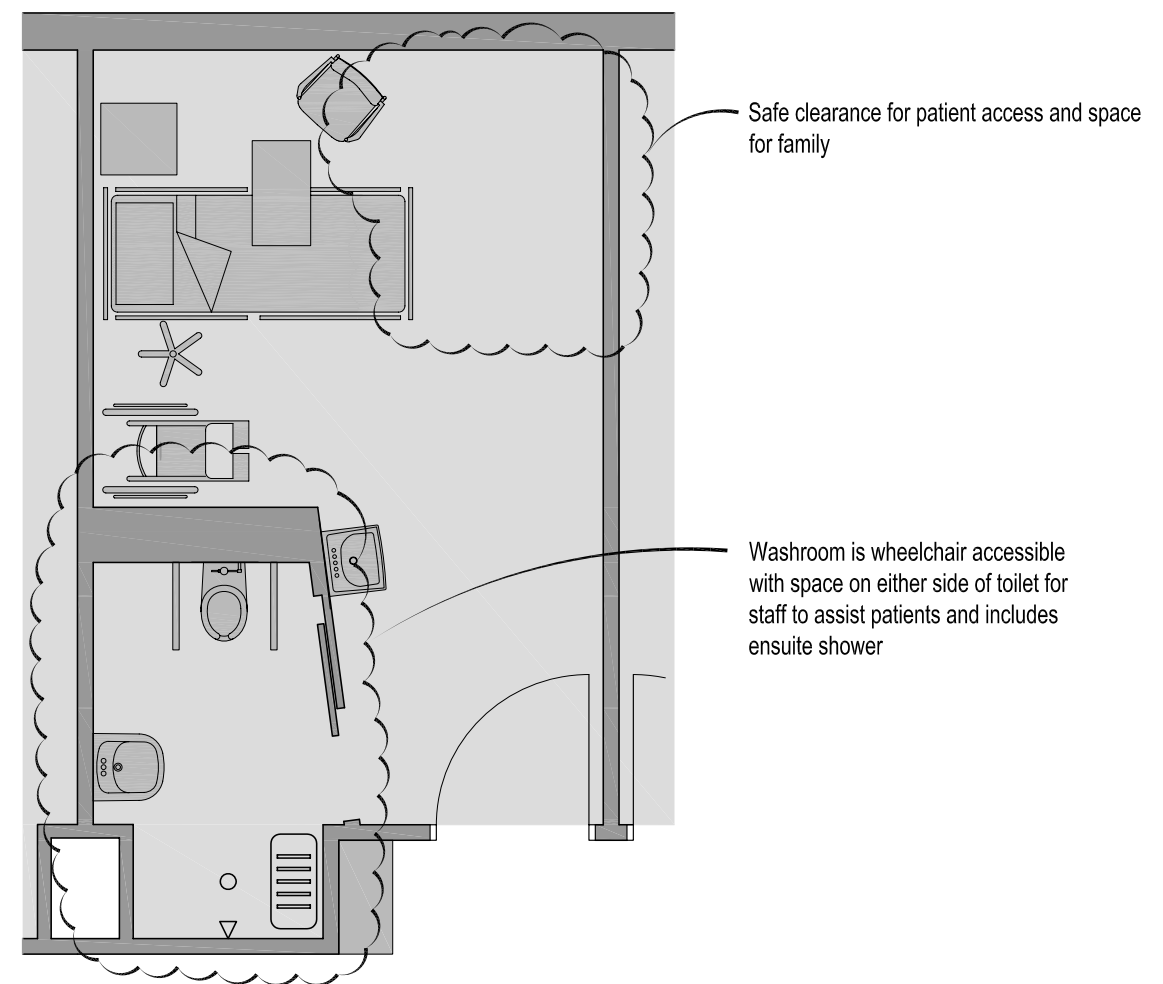 Safe clearance for patient access and space
for family
Washroom is wheelchair accessible
with space on either side of toilet for
staff to assist patients and includes
ensuite shower